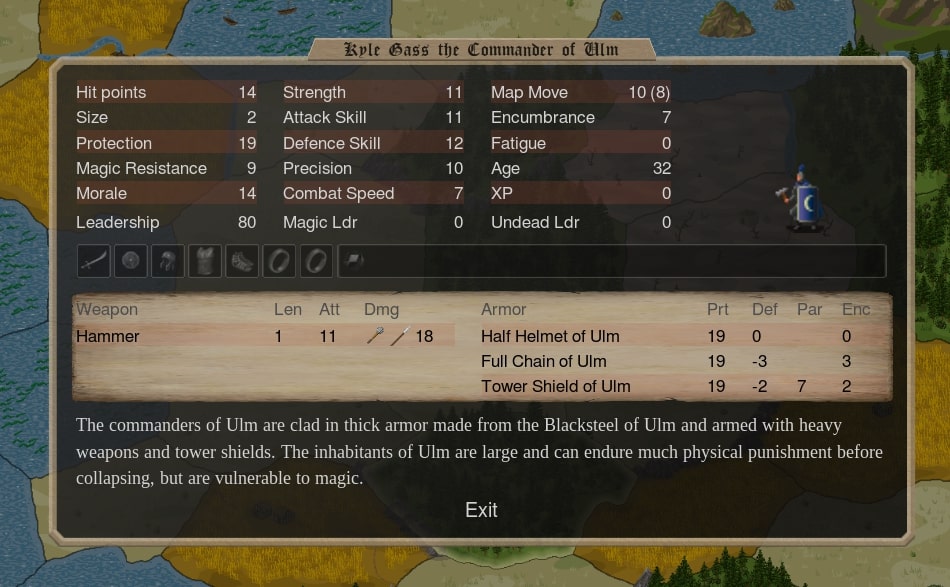 Kyle Gass the Commander of Ulm
Hit points 14 Strength 11 Map Move 10 (8)
Size 2 Attack Skill 11 Encumbrance 7
Protection 19 Defence Skill 12 Fatigue 0
Magic Resistance 9 Precision 10 Age 32
Morale 14 Combat Speed 7 XP 0
Leadership 80 Magic Ldr 0 Undead Ldr 0
Weapon Len Att Dmg Armor Prt Def Par Enc
Hammer 1 11 18 Half Helmet of Ulm 19 0 0
Full Chain of Ulm 19 -3 3
Tower Shield of Ulm 19 -2 7 2
The commanders of Ulm are clad in thick armor made from the Blacksteel of Ulm and armed with heavy
weapons and tower shields. The inhabitants of Ulm are large and can endure much physical punishment before
collapsing, but are vulnerable to magic.
Exit